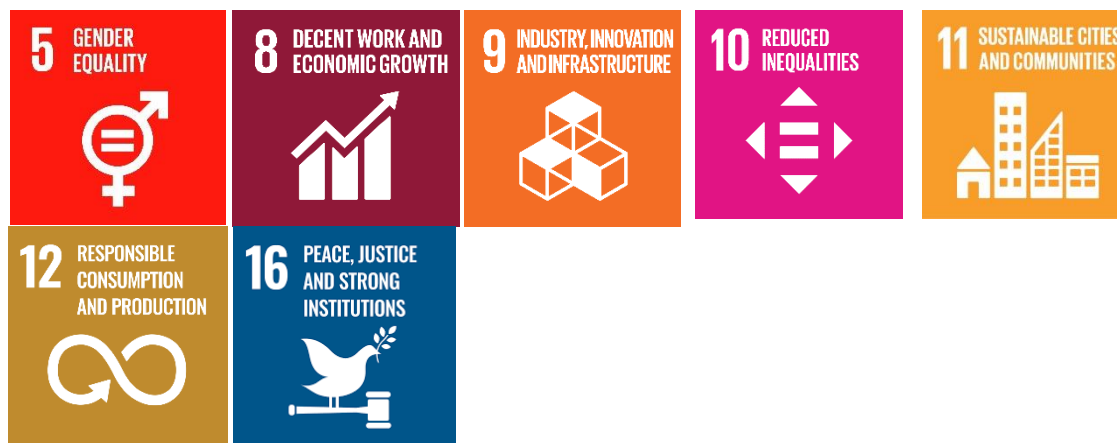 5 GENDER
EQUALITY
8 DECENT WORK AND
ECONOMIC GROWTH
9 INDUSTRY, INNOVATION
AND INFRASTRUCTURE
10 REDUCED
INEQUALITIES
11 SUSTAINABLE CITIES
AND COMMUNITIES
12 RESPONSIBLE
CONSUMPTION
AND PRODUCTION
16 PEACE, JUSTICE
AND STRONG
INSTITUTIONS